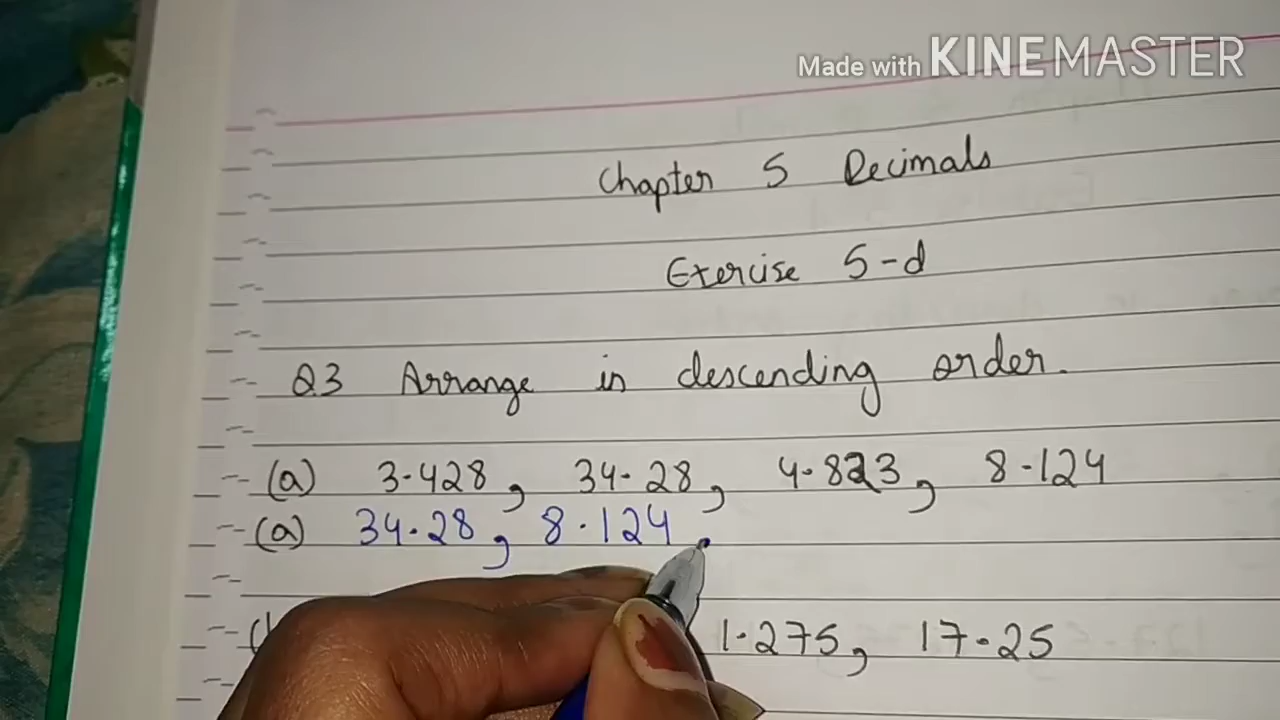 Made with KINEMASTER
Chapter 5 Decimals
Exercise 5-d
Q3 Arrange in descending order.
(a) 3.428, 34.28, 4.823, 8.124
(a) 34.28, 8.124
1.275, 17.25